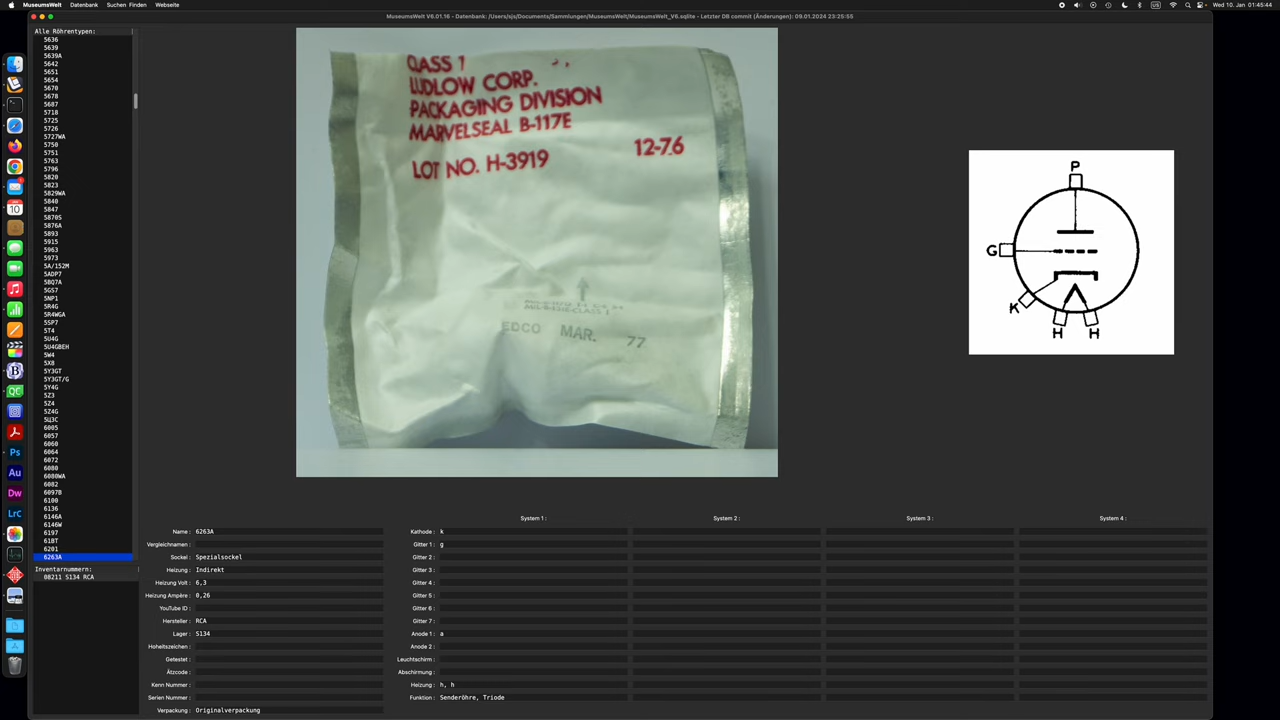 MuseumsWelt Datenbank Suchen Finden Webseite
US Wed 10. Jan. 01:45:44
MuseumsWelt V6.01.16 - Datenbank: /Users/sjs/Documents/Sammlungen/MuseumsWelt/MuseumsWelt_V6.sqlite - Letzter DB commit (Änderungen): 09.01.2024 23:25:55
Alle Röhrentypen:
5636
5639
5639A
5642
5651
5654
5670
5678
5687
5718
5725
5726
5727WA
5750
5751
5763
5796
5820
5823
5829WA
5840
5847
5870S
5876A
5893
5915
5963
5973
5A/152M
5ADP7
5BQ7A
5GS7
5NP1
5R4G
5R4WGA
5SP7
5T4
5U4G
5U4GBEH
5W4
5X8
5Y3GT
5Y3GT/G
5Y4G
5Z3
5Z4
5Z4G
5Ц3С
6005
6057
6060
6064
6072
6080
6080WA
6082
6097B
6100
6136
6146A
6146W
6197
61BT
6201
6263A
Inventarnummern:
08211 S134 RCA
CLASS 1
LUDLOW CORP.
PACKAGING DIVISION
MARVELSEAL B-117E
LOT NO. H-3919
12-76
EDCO MAR. 77
P
G
K
H H
System 1 : System 2 : System 3 : System 4 :
Name : 6263A
Vergleichnamen :
Sockel : Spezialsockel
Heizung : Indirekt
Heizung Volt : 6,3
Heizung Ampère : 0,26
YouTube ID :
Hersteller : RCA
Lager : S134
Hoheitszeichen :
Getestet :
Ätzcode :
Kenn Nummer :
Serien Nummer :
Verpackung : Originalverpackung
Kathode : k
Gitter 1 : g
Gitter 2 :
Gitter 3 :
Gitter 4 :
Gitter 5 :
Gitter 6 :
Gitter 7 :
Anode 1 : a
Anode 2 :
Leuchtschirm :
Abschirmung :
Heizung : h, h
Funktion : Senderöhre, Triode